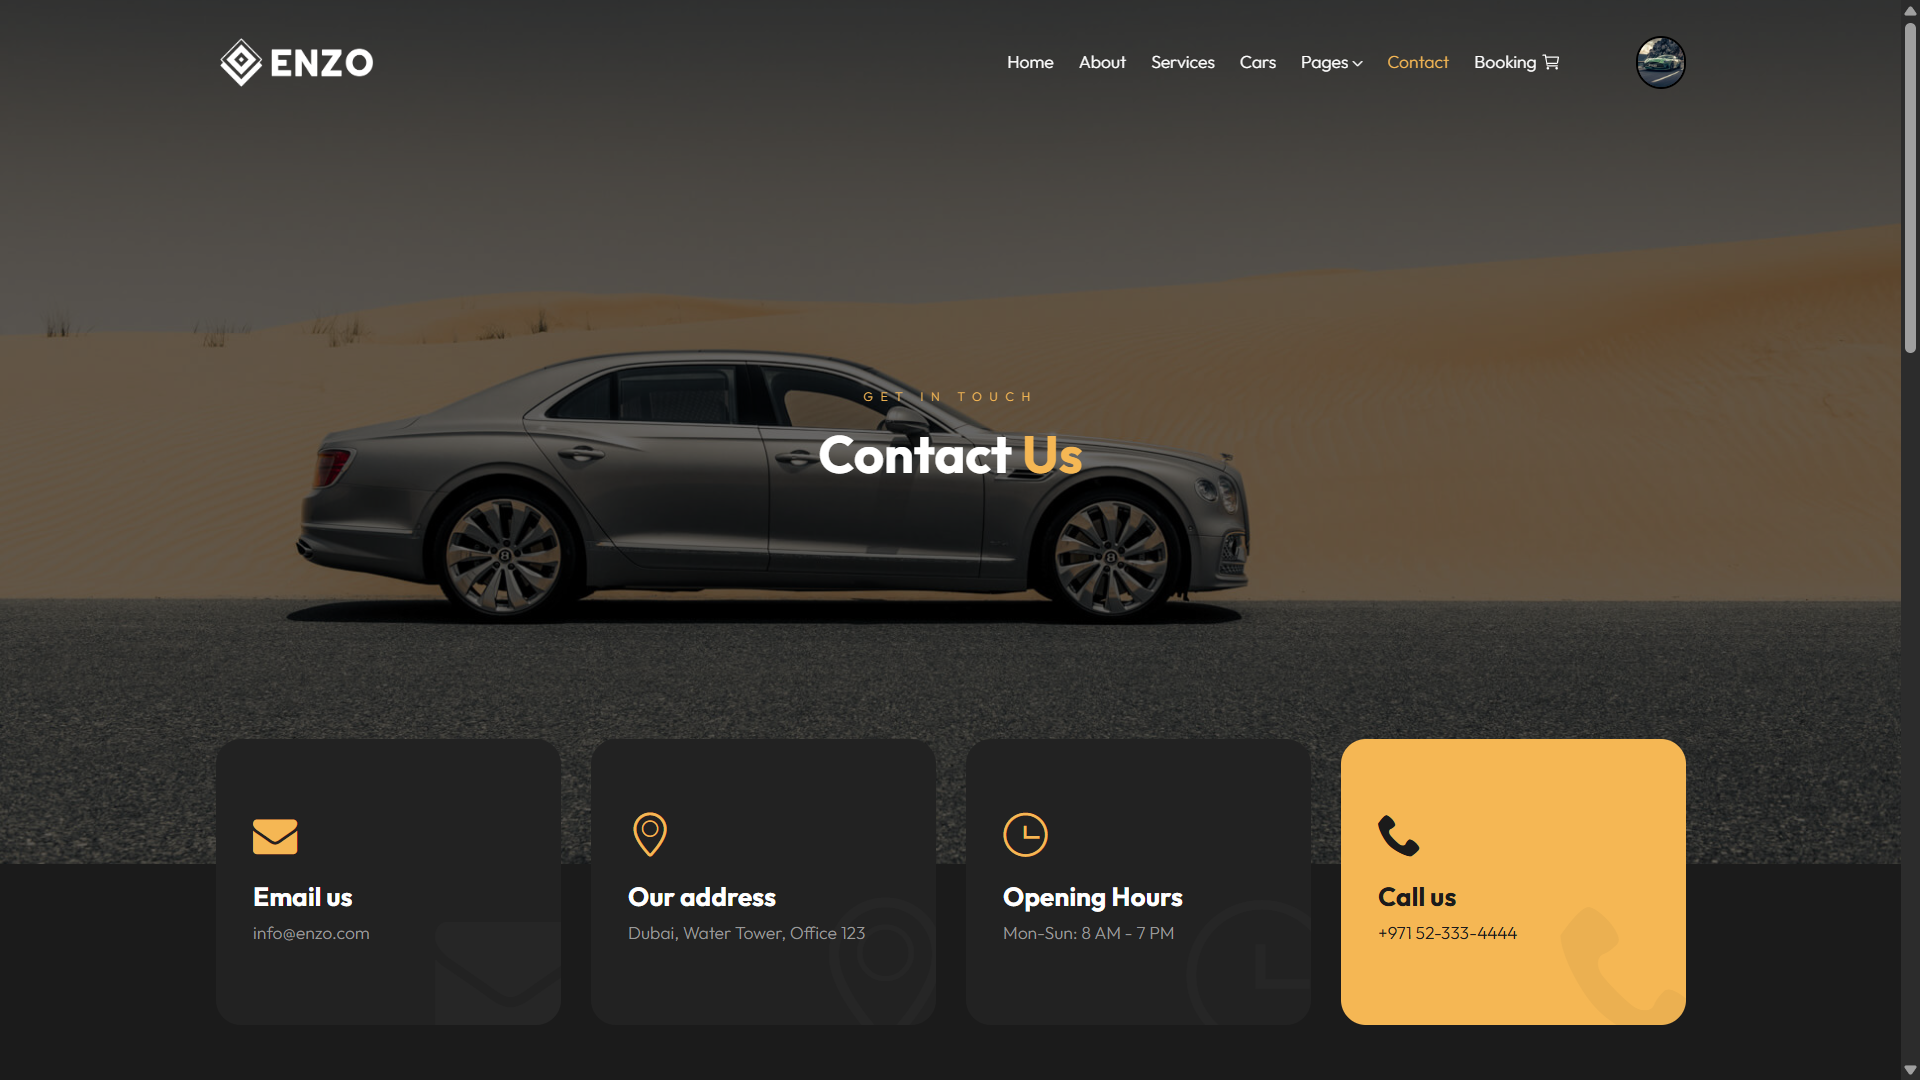 ENZO
Home About Services Cars Pages Contact Booking
GET IN TOUCH
Contact Us
Email us
info@enzo.com
Our address
Dubai, Water Tower, Office 123
Opening Hours
Mon-Sun: 8 AM - 7 PM
Call us
+971 52-333-4444